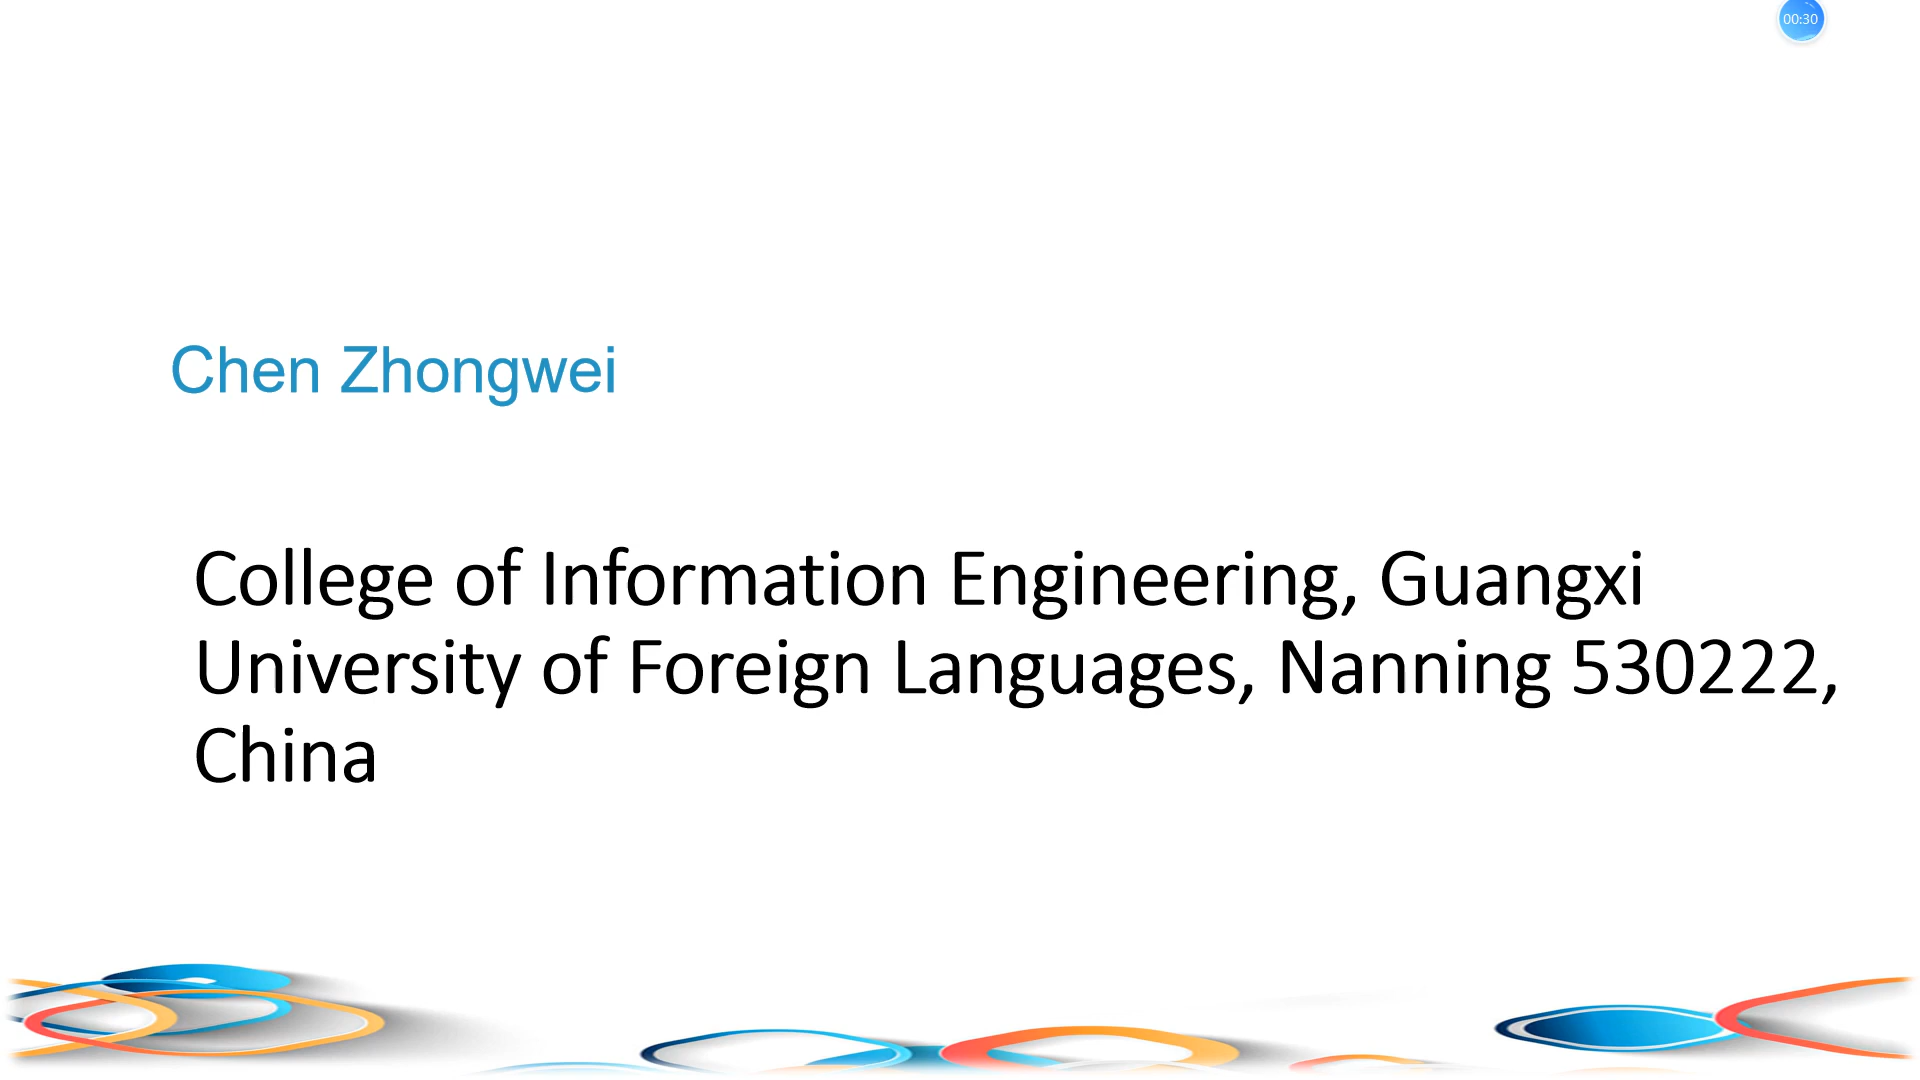 00:30
Chen Zhongwei
College of Information Engineering, Guangxi
University of Foreign Languages, Nanning 530222,
China